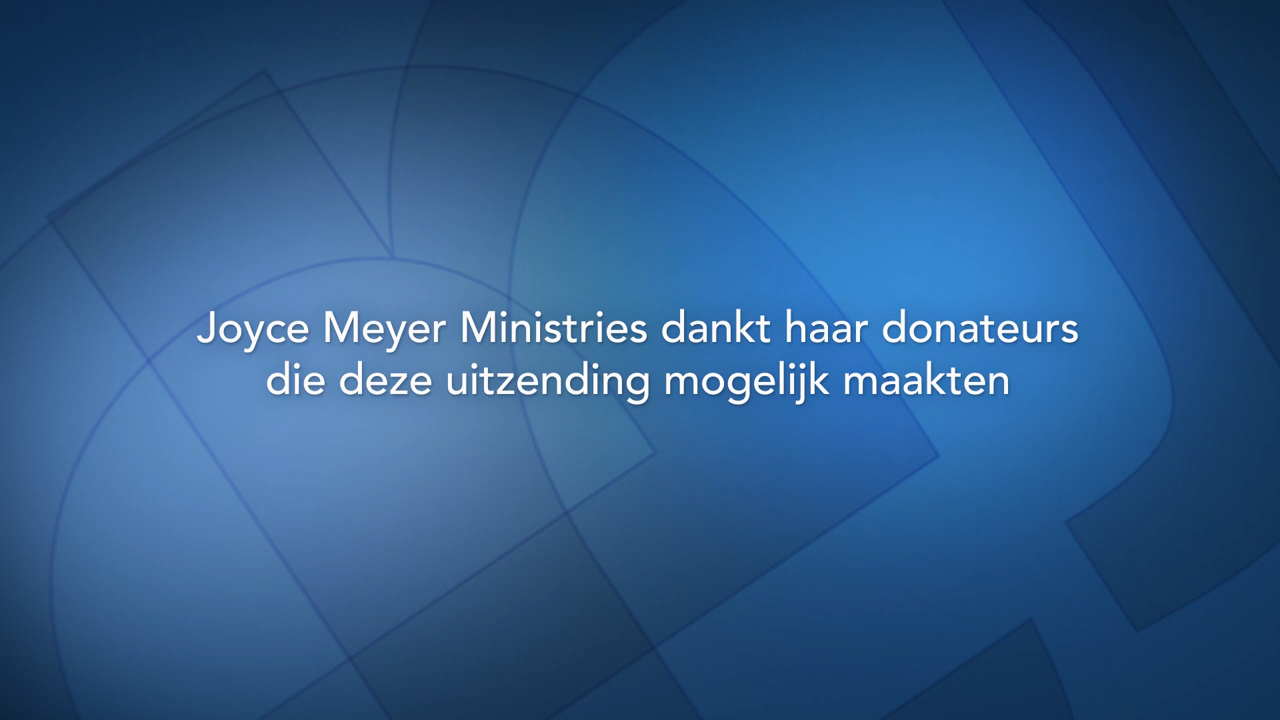 Joyce Meyer Ministries dankt haar donateurs
die deze uitzending mogelijk maakten